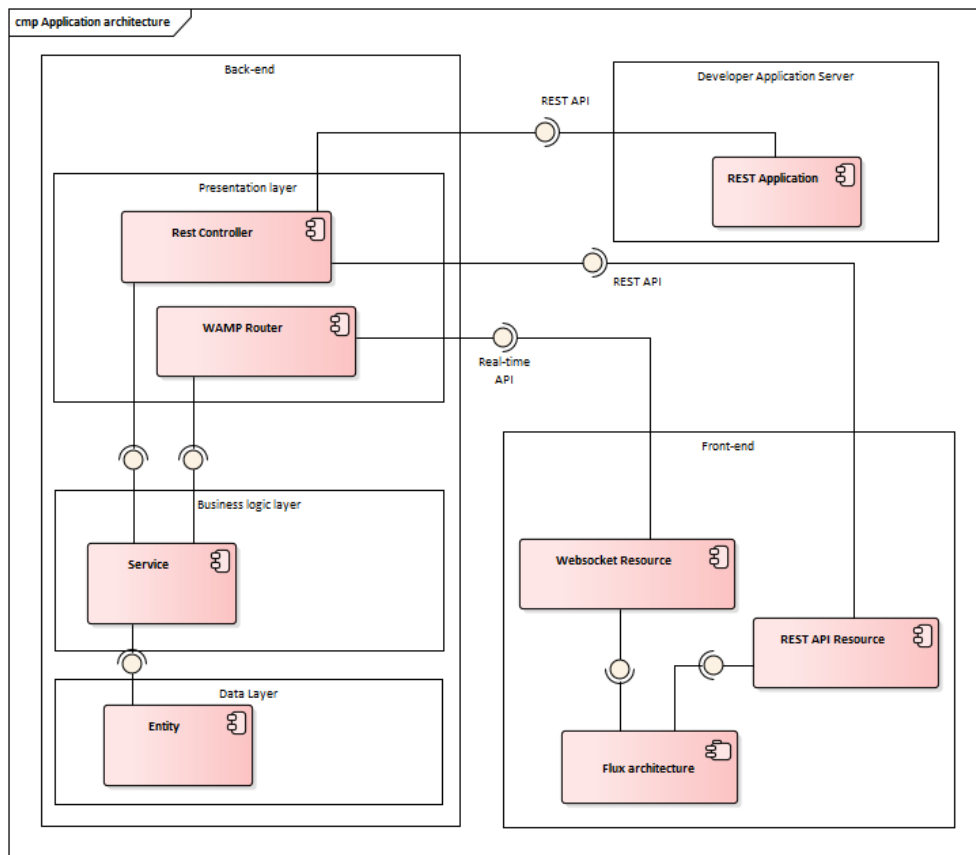 cmp Application architecture
Back-end
Developer Application Server
REST API
REST Application
Presentation layer
Rest Controller
REST API
WAMP Router
Real-time
API
Front-end
Business logic layer
Service
Websocket Resource
REST API Resource
Data Layer
Entity
Flux architecture